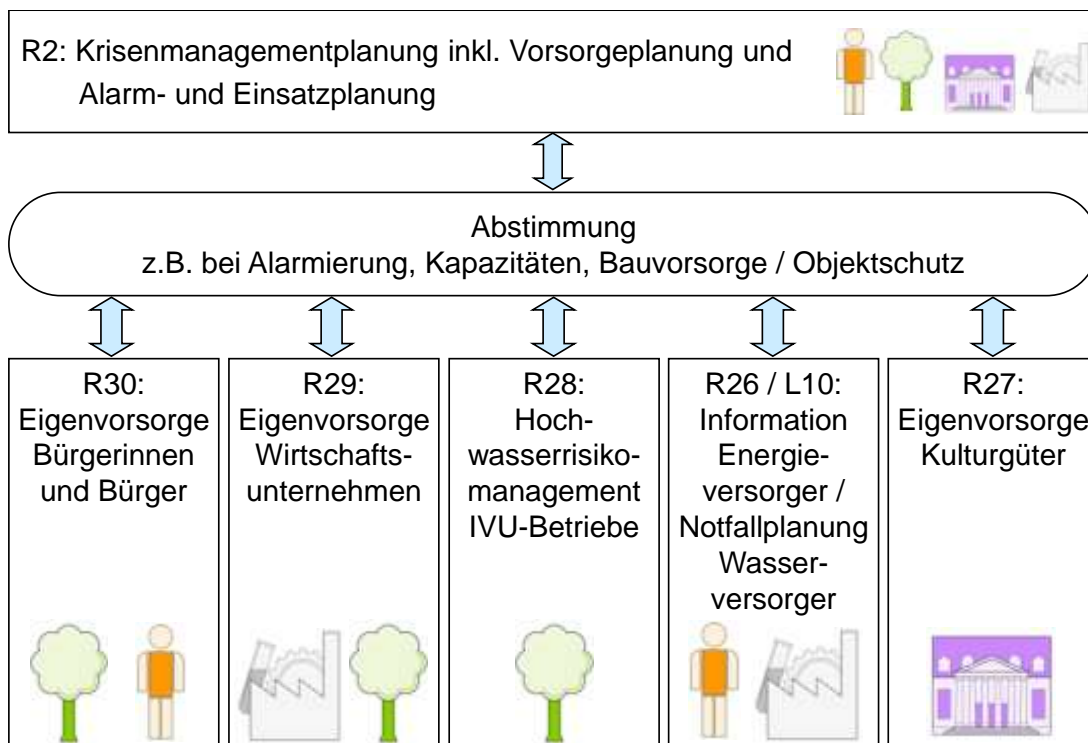 R2: Krisenmanagementplanung inkl. Vorsorgeplanung und
Alarm- und Einsatzplanung
Abstimmung
z.B. bei Alarmierung, Kapazitäten, Bauvorsorge / Objektschutz
R30:
Eigenvorsorge
Bürgerinnen
und Bürger
R29:
Eigenvorsorge
Wirtschafts-
unternehmen
R28:
Hoch-
wasserrisiko-
management
IVU-Betriebe
R26 / L10:
Information
Energie-
versorger /
Notfallplanung
Wasser-
versorger
R27:
Eigenvorsorge
Kulturgüter